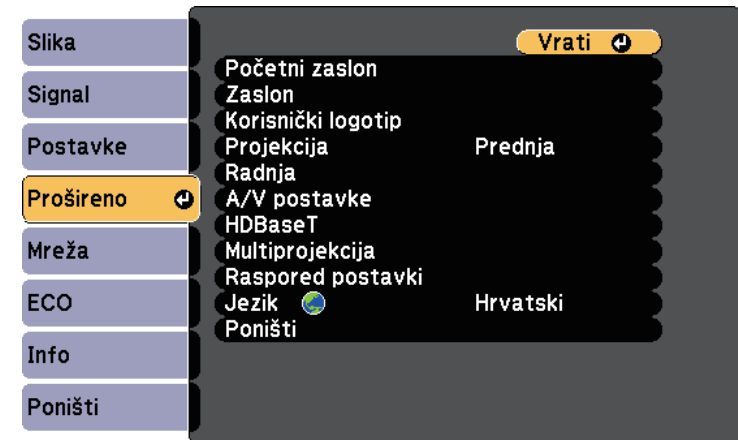 Slika
Signal
Postavke
Prošireno
Mreža
ECO
Info
Poništi
Vrati
Početni zaslon
Zaslon
Korisnički logotip
Projekcija Prednja
Radnja
A/V postavke
HDBaseT
Multiprojekcija
Raspored postavki
Jezik Hrvatski
Poništi